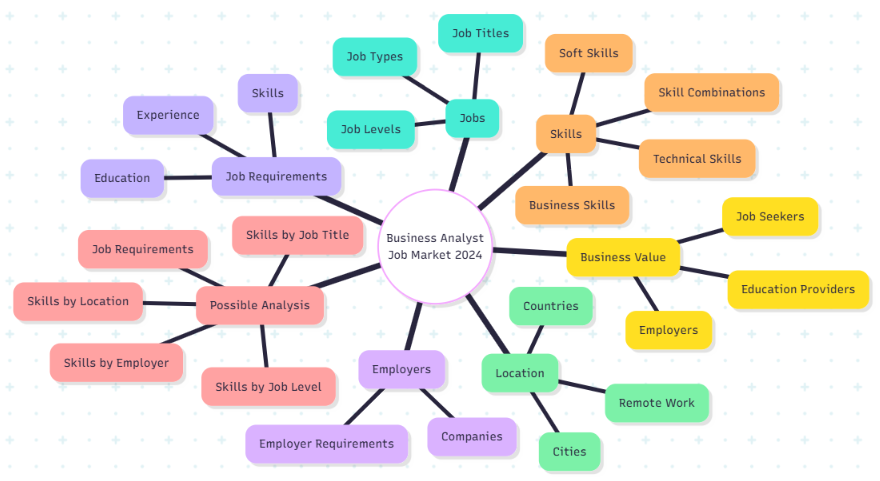 Job Titles
Job Types
Soft Skills
Skills
Skill Combinations
Experience
Jobs
Job Levels
Skills
Technical Skills
Education
Job Requirements
Business Skills
Job Seekers
Skills by Job Title
Job Requirements
Business Analyst
Job Market 2024
Business Value
Education Providers
Skills by Location
Possible Analysis
Countries
Employers
Skills by Employer
Employers
Location
Skills by Job Level
Remote Work
Employer Requirements
Companies
Cities